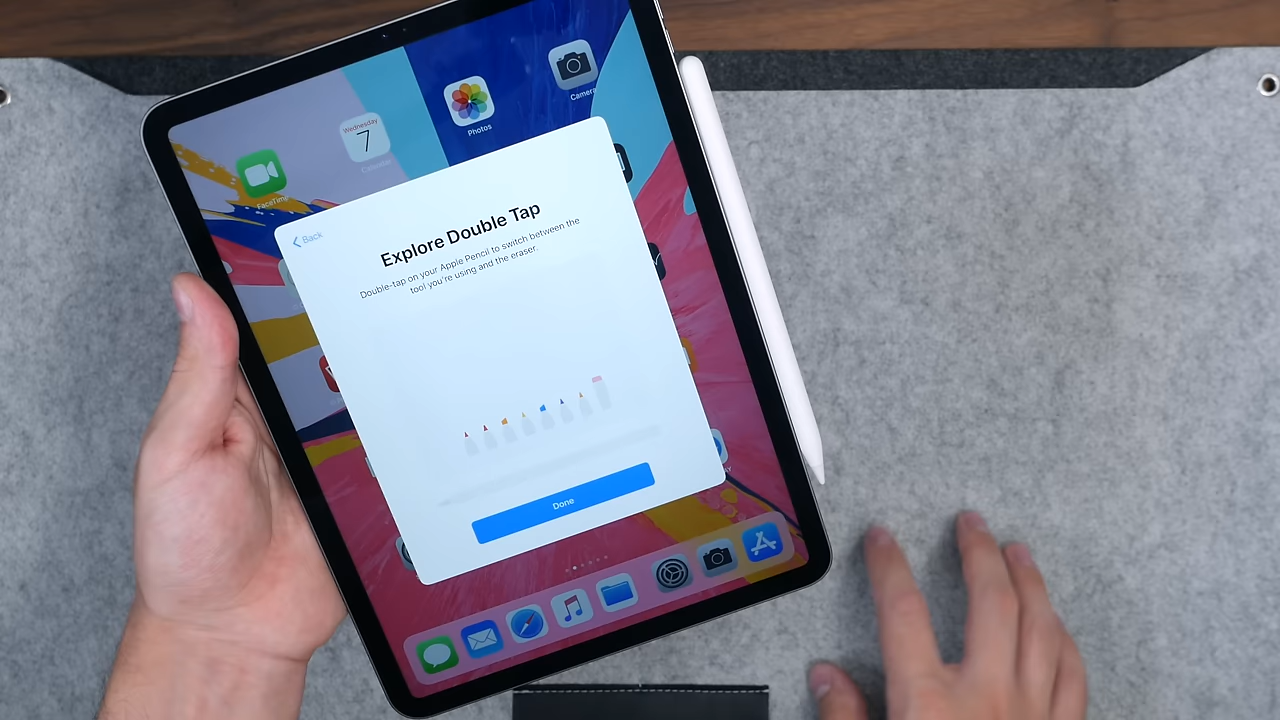 Camera
Photos
Wednesday
7
Calendar
FaceTime
Back
Explore Double Tap
Double-tap on your Apple Pencil to switch between the
tool you're using and the eraser.
Done